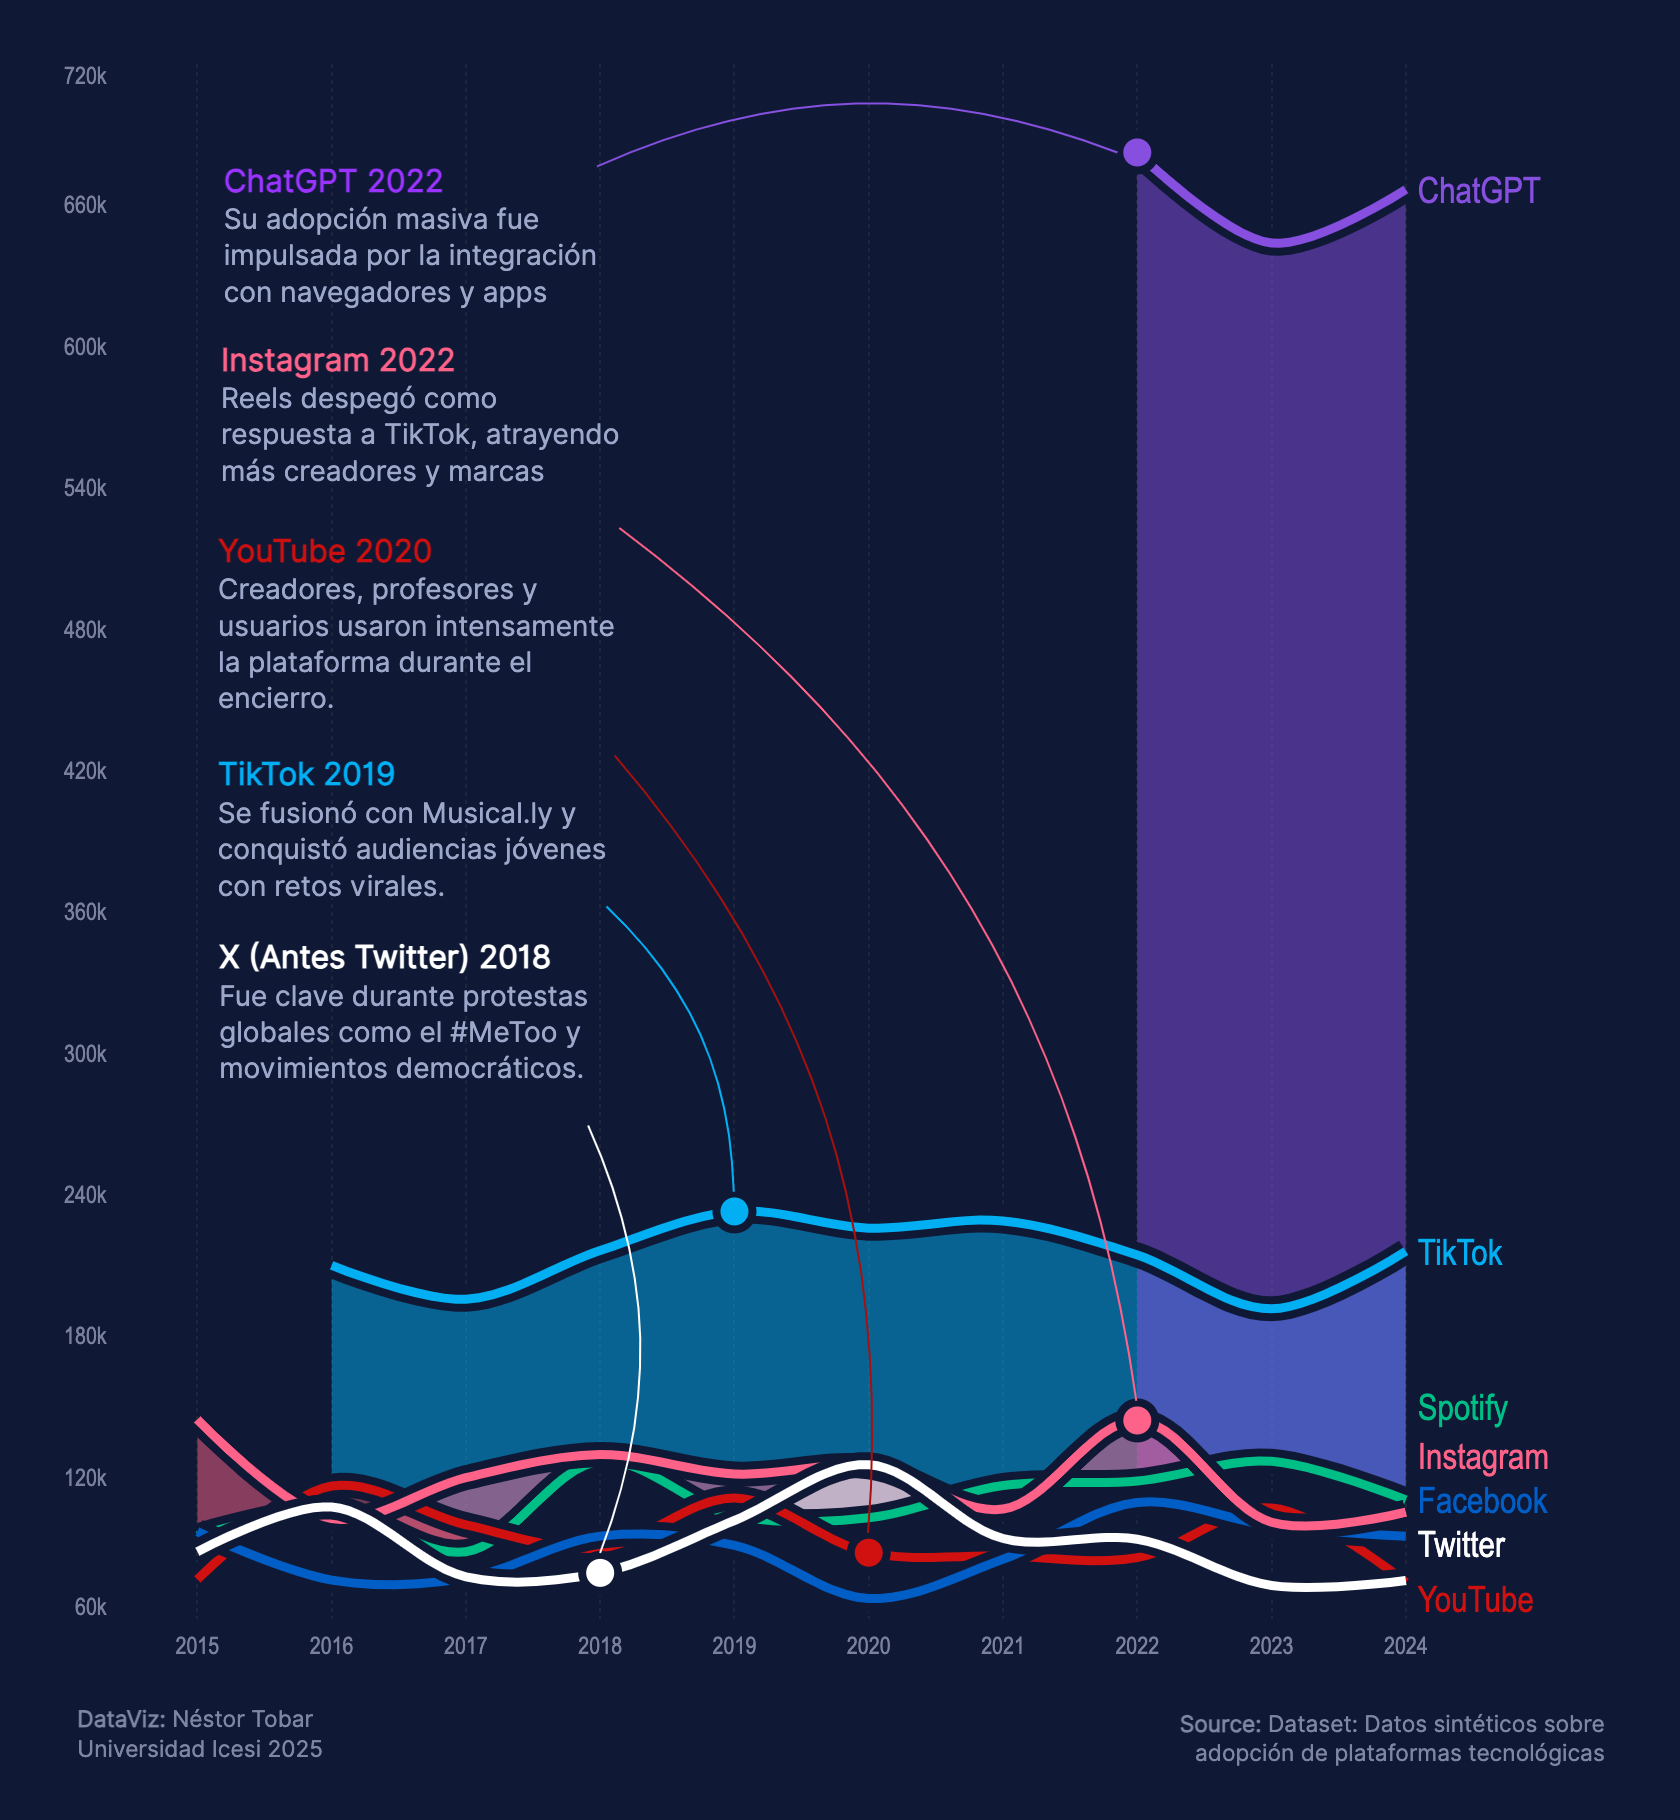 720k
660k
600k
540k
480k
420k
360k
300k
240k
180k
120k
60k
ChatGPT 2022
Su adopción masiva fue
impulsada por la integración
con navegadores y apps
Instagram 2022
Reels despegó como
respuesta a TikTok, atrayendo
más creadores y marcas
YouTube 2020
Creadores, profesores y
usuarios usaron intensamente
la plataforma durante el
encierro.
TikTok 2019
Se fusionó con Musical.ly y
conquistó audiencias jóvenes
con retos virales.
X (Antes Twitter) 2018
Fue clave durante protestas
globales como el #MeToo y
movimientos democráticos.
ChatGPT
TikTok
Spotify
Instagram
Facebook
Twitter
YouTube
2015 2016 2017 2018 2019 2020 2021 2022 2023 2024
DataViz: Néstor Tobar
Universidad Icesi 2025
Source: Dataset: Datos sintéticos sobre
adopción de plataformas tecnológicas